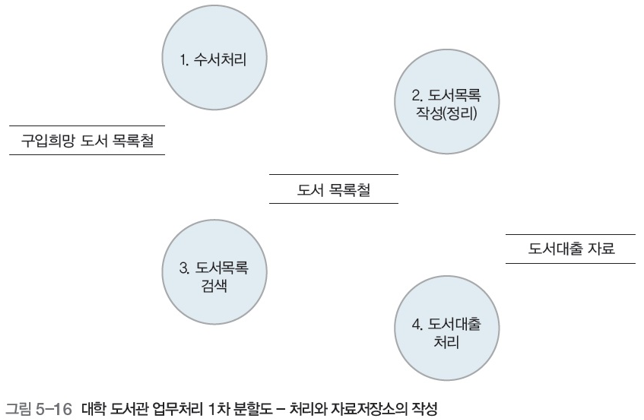 1. 수서처리
2. 도서목록
작성(정리)
구입희망 도서 목록철
도서 목록철
3. 도서목록
검색
도서대출 자료
4. 도서대출
처리
그림 5-16 대학 도서관 업무처리 1차 분할도 – 처리와 자료저장소의 작성